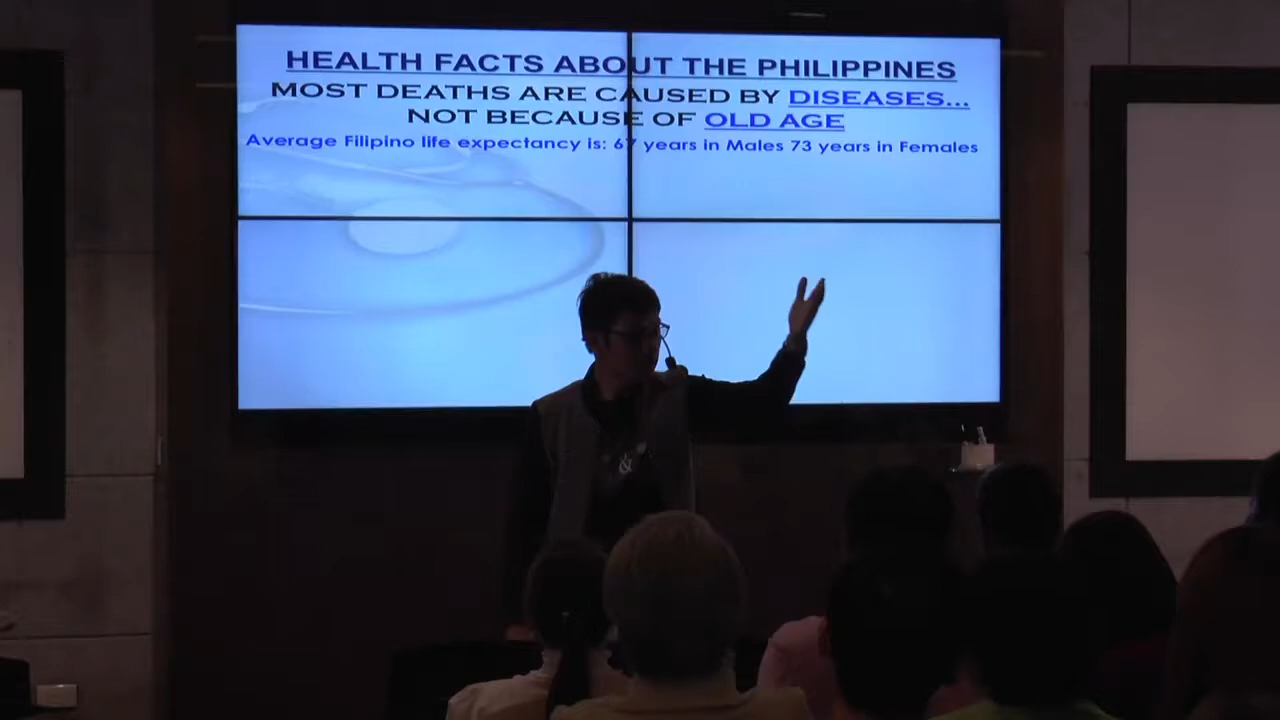 HEALTH FACTS ABOUT THE PHILIPPINES
MOST DEATHS ARE CAUSED BY DISEASES...
NOT BECAUSE OF OLD AGE
Average Filipino life expectancy is: 67 years in Males 73 years in Females
&